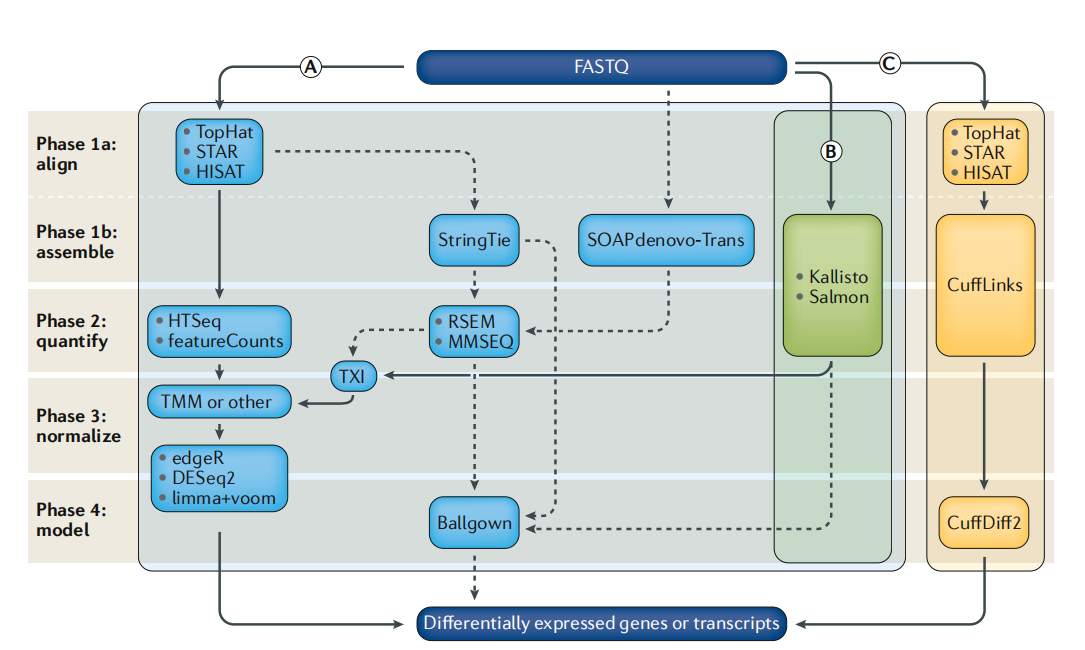 FASTQ
A
B
C
Phase 1a:
align
• TopHat
• STAR
• HISAT
• TopHat
• STAR
• HISAT
Phase 1b:
assemble
StringTie
SOAPdenovo-Trans
• Kallisto
• Salmon
CuffLinks
Phase 2:
quantify
• HTSeq
• featureCounts
• RSEM
• MMSEQ
TXI
Phase 3:
normalize
TMM or other
• edgeR
• DESeq2
• limma+voom
Phase 4:
model
Ballgown
CuffDiff2
Differentially expressed genes or transcripts